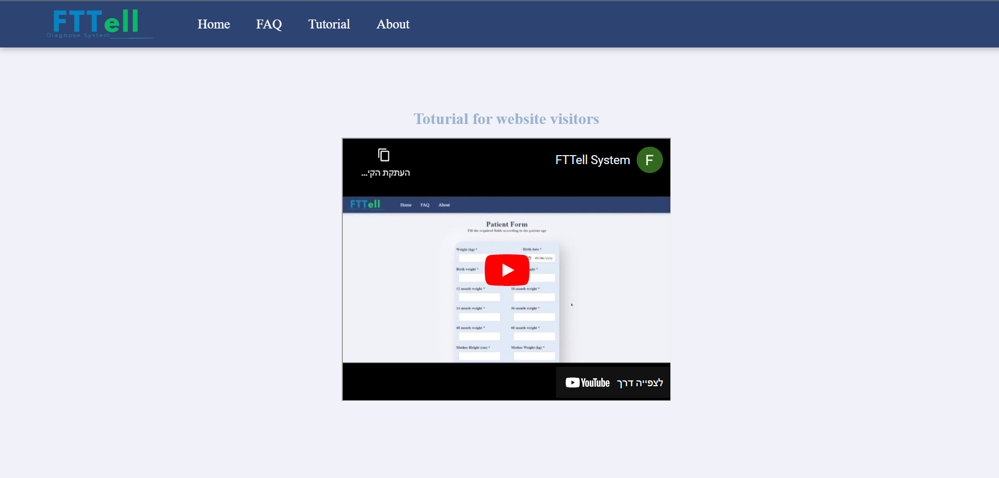 FTTell
Diagnose System
Home FAQ Tutorial About
Toturial for website visitors
העתקת הקי...
FTTell System F
FTTell Home FAQ About
Patient Form
Fill the required fields according to the patient age
Weight (kg) * Birth date *
dd/mm/yyyy
Birth weight * ight *
12 month weight * 18 month weight *
24 month weight * 36 month weight *
48 month weight * 60 month weight *
Mother Height (cm) * Mother Weight (kg) *
לצפייה דרך YouTube